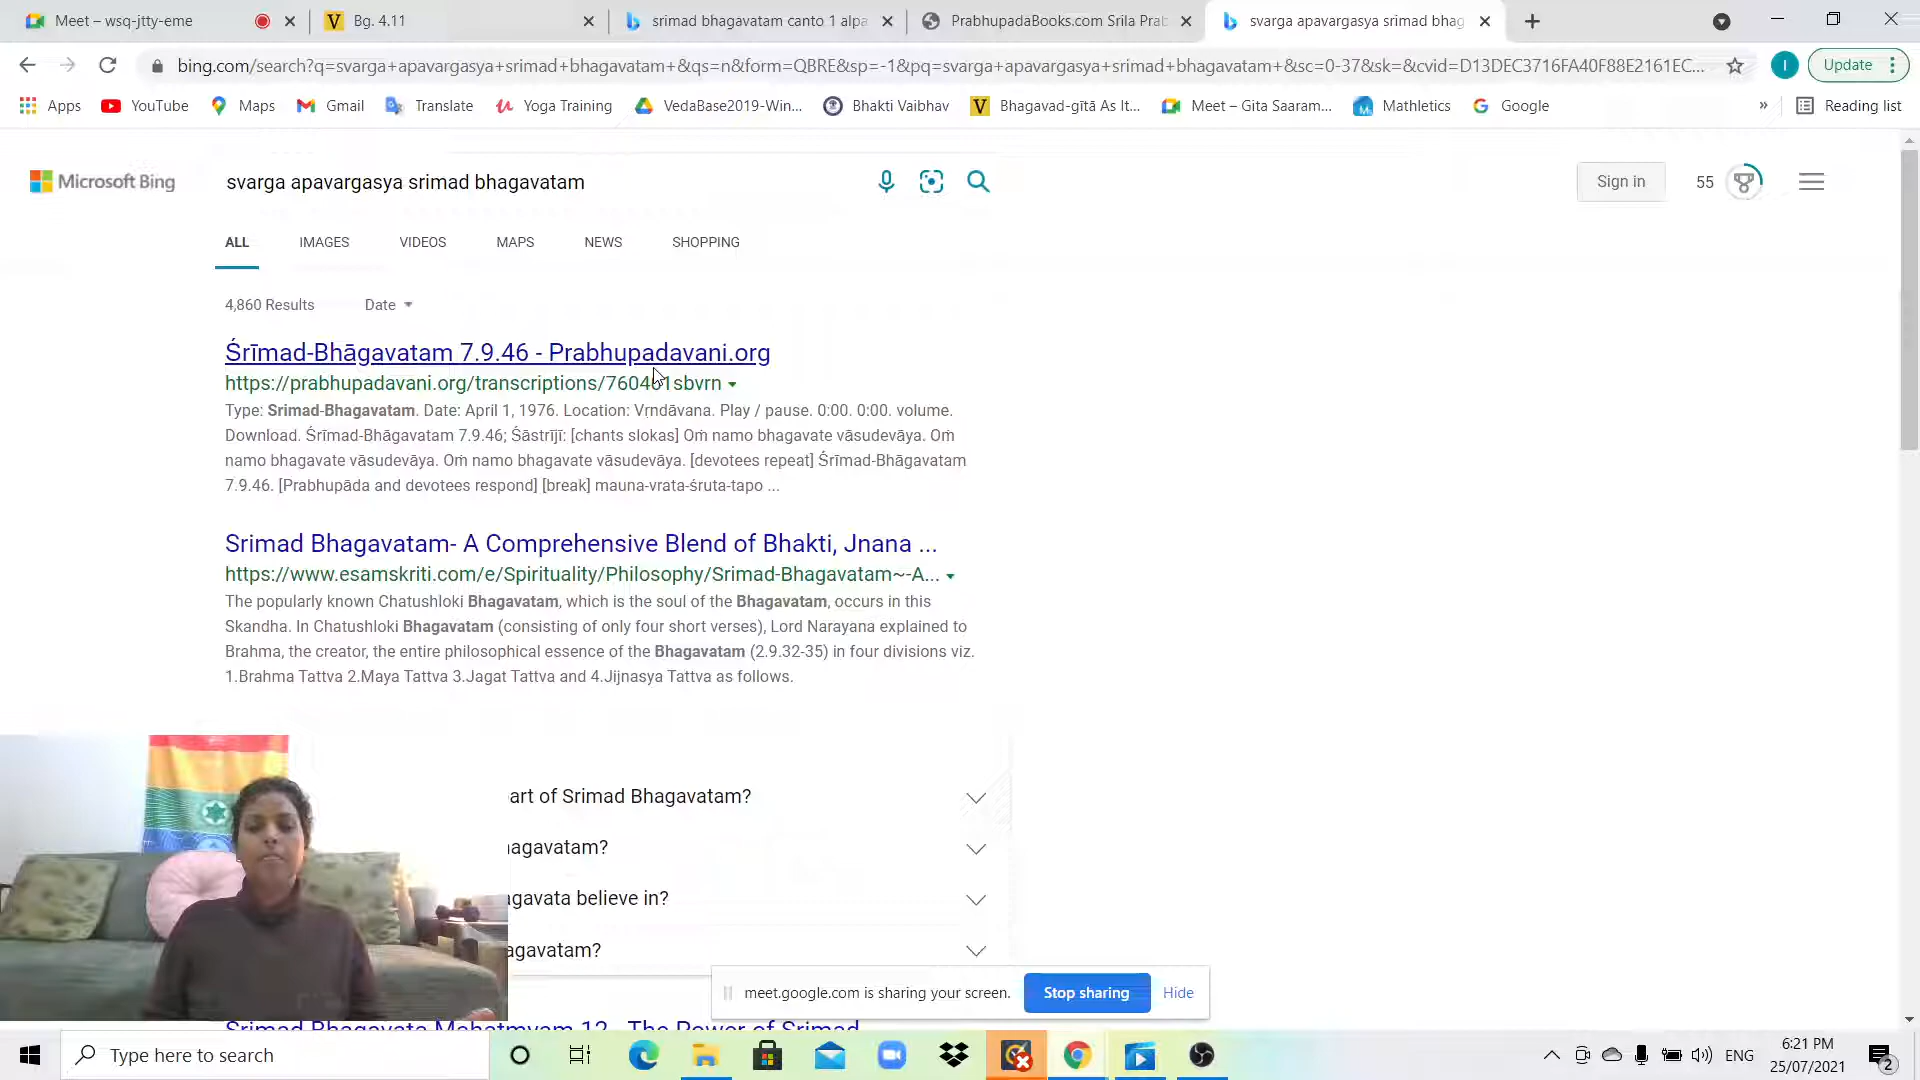 Meet – wsq-jtty-eme
Bg. 4.11
srimad bhagavatam canto 1 alpa
PrabhupadaBooks.com Srila Prab
svarga apavargasya srimad bhag
bing.com/search?q=svarga+apavargasya+srimad+bhagavatam+&qs=n&form=QBRE&sp=-1&pq=svarga+apavargasya+srimad+bhagavatam+&sc=0-37&sk=&cvid=D13DEC3716FA40F88E2161EC...
Update
Apps
YouTube
Maps
Gmail
Translate
Yoga Training
VedaBase2019-Win...
Bhakti Vaibhav
Bhagavad-gītā As It...
Meet – Gita Saaram...
Mathletics
Google
Reading list
Microsoft Bing
svarga apavargasya srimad bhagavatam
Sign in
55
ALL
IMAGES
VIDEOS
MAPS
NEWS
SHOPPING
4,860 Results
Date
Śrīmad-Bhāgavatam 7.9.46 - Prabhupadavani.org
https://prabhupadavani.org/transcriptions/760401sbvrn
Type: Srimad-Bhagavatam. Date: April 1, 1976. Location: Vṛndāvana. Play / pause. 0:00. 0:00. volume.
Download. Śrīmad-Bhāgavatam 7.9.46; Śāstrījī: [chants slokas] Oṁ namo bhagavate vāsudevāya. Oṁ
namo bhagavate vāsudevāya. Oṁ namo bhagavate vāsudevāya. [devotees repeat] Śrīmad-Bhāgavatam
7.9.46. [Prabhupāda and devotees respond] [break] mauna-vrata-śruta-tapo ...
Srimad Bhagavatam- A Comprehensive Blend of Bhakti, Jnana ...
https://www.esamskriti.com/e/Spirituality/Philosophy/Srimad-Bhagavatam~-A...
The popularly known Chatushloki Bhagavatam, which is the soul of the Bhagavatam, occurs in this
Skandha. In Chatushloki Bhagavatam (consisting of only four short verses), Lord Narayana explained to
Brahma, the creator, the entire philosophical essence of the Bhagavatam (2.9.32-35) in four divisions viz.
1.Brahma Tattva 2.Maya Tattva 3.Jagat Tattva and 4.Jijnasya Tattva as follows.
art of Srimad Bhagavatam?
agavatam?
agavata believe in?
agavatam?
meet.google.com is sharing your screen.
Stop sharing
Hide
Srimad Bhagavata Mahatmyam 12 - The Power of Srimad
Type here to search
ENG
6:21 PM
25/07/2021
2